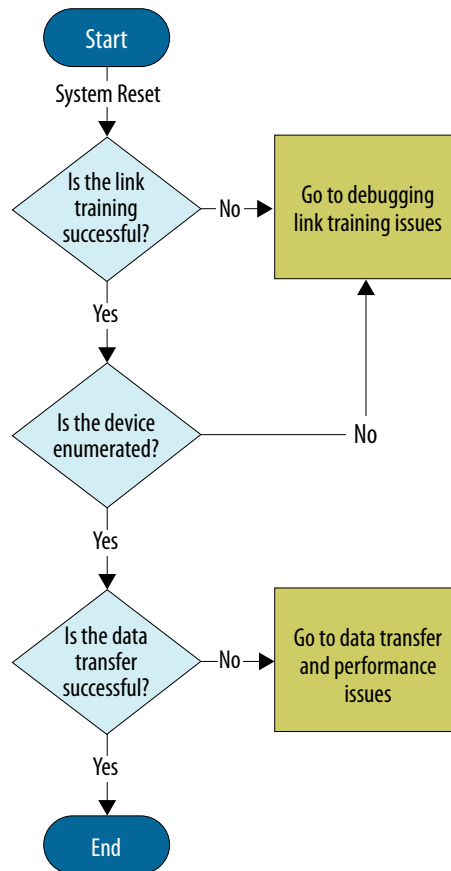 Start
System Reset
Is the link
training
successful?
No
Go to debugging
link training issues
Yes
Is the device
enumerated?
No
Yes
Is the data
transfer
successful?
No
Go to data transfer
and performance
issues
Yes
End